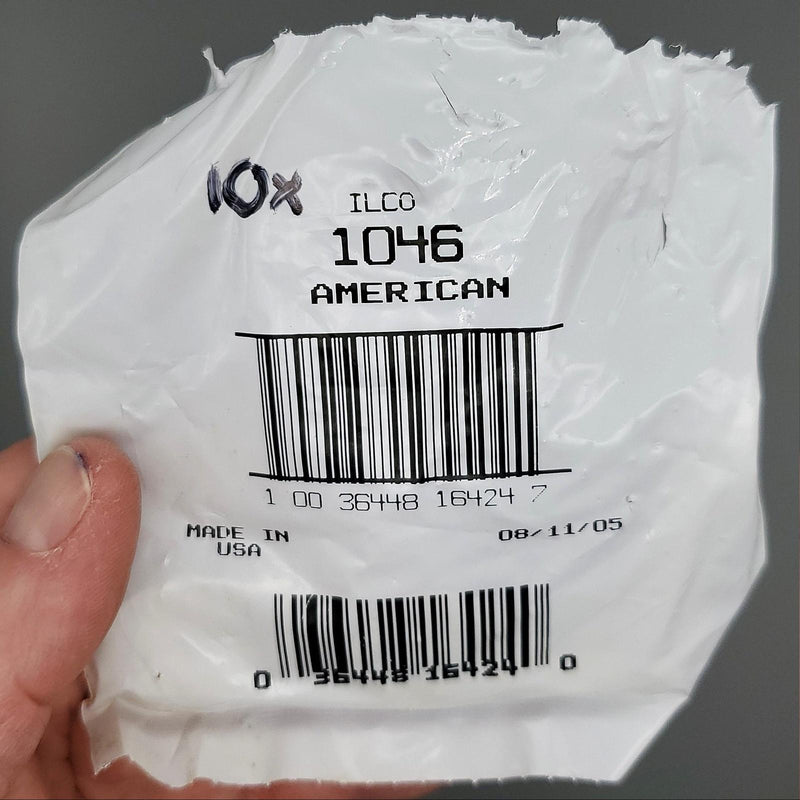 10x
ILCO
1046
AMERICAN
1 00 36448 16424 7
MADE IN
USA
08/11/05
0 36448 16424 0